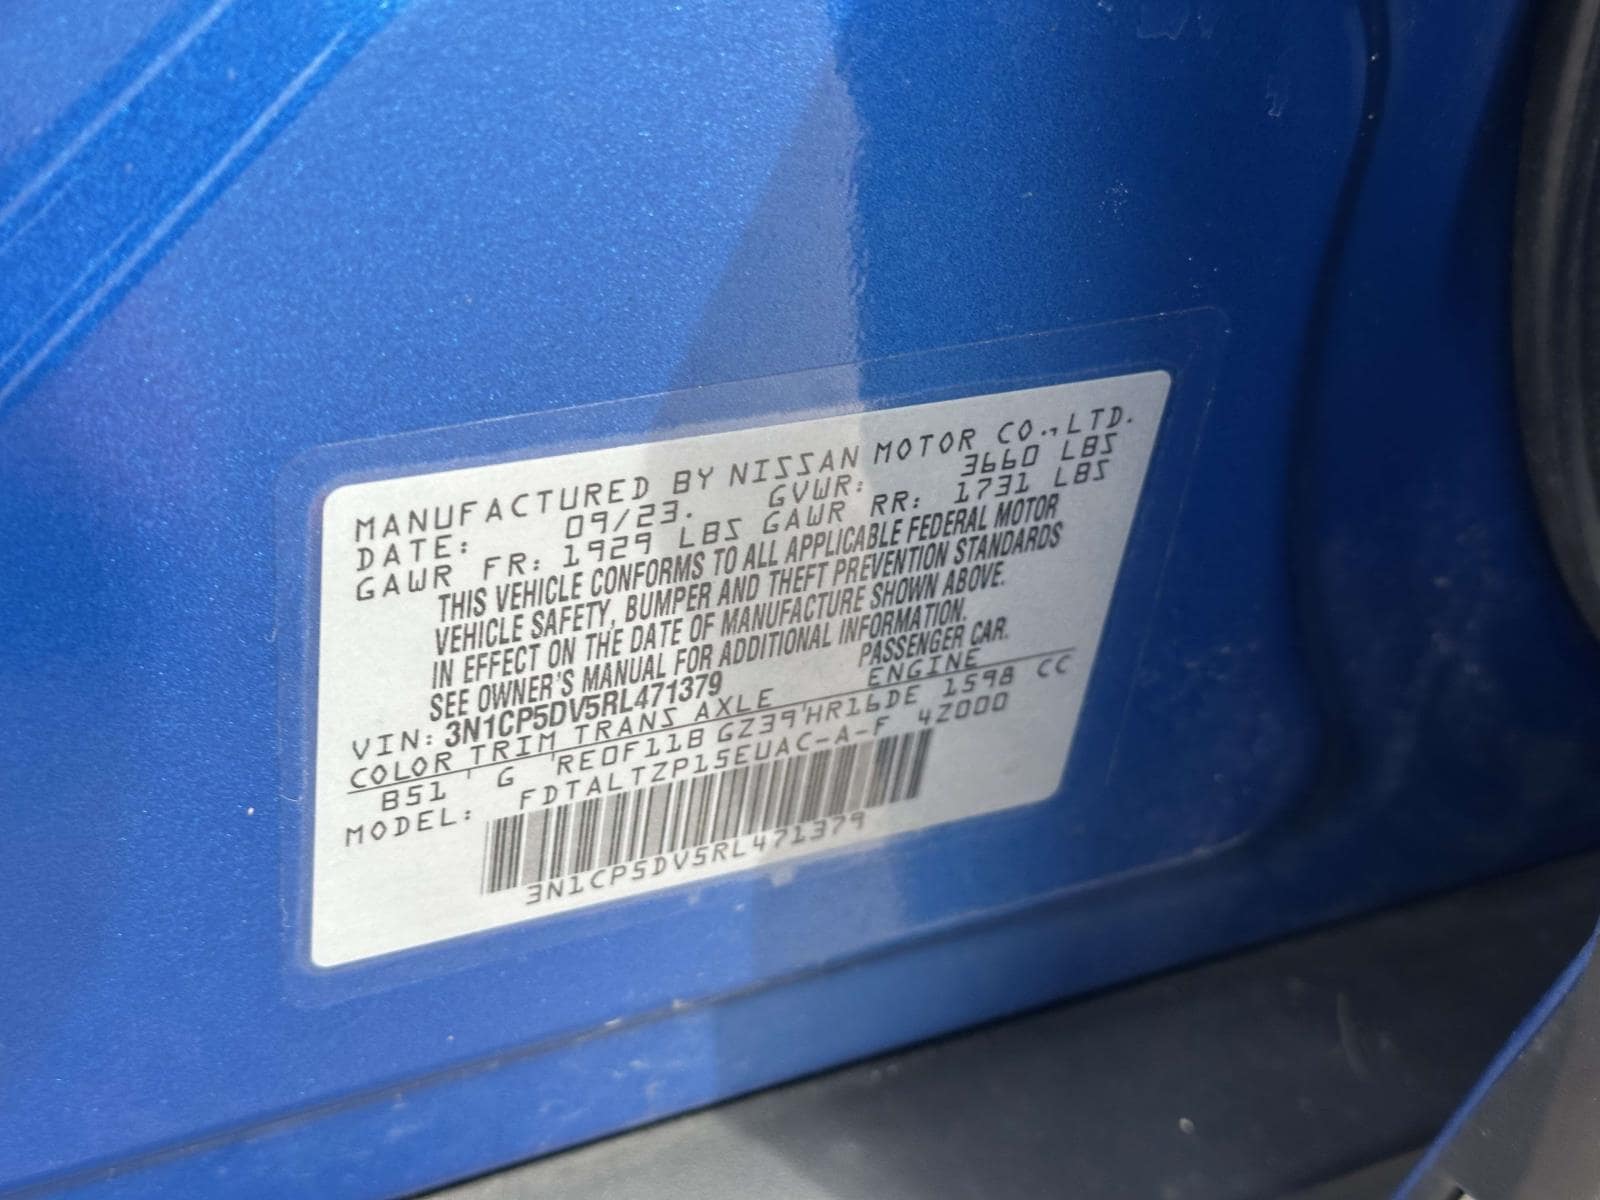 MANUFACTURED BY NISSAN MOTOR CO.,LTD.
DATE: 09/23. GVWR: 3660 LBS
GAWR FR: 1929 LBS GAWR RR: 1731 LBS
THIS VEHICLE CONFORMS TO ALL APPLICABLE FEDERAL MOTOR
VEHICLE SAFETY, BUMPER AND THEFT PREVENTION STANDARDS
IN EFFECT ON THE DATE OF MANUFACTURE SHOWN ABOVE.
SEE OWNER'S MANUAL FOR ADDITIONAL INFORMATION.
VIN: 3N1CP5DV5RL471379 PASSENGER CAR.
COLOR TRIM TRANS AXLE ENGINE
B51 G RE0F11B GZ39 HR16DE 1598 CC
MODEL: FDTALTZP15EUAC-A-F 42000
3N1CP5DV5RL471379